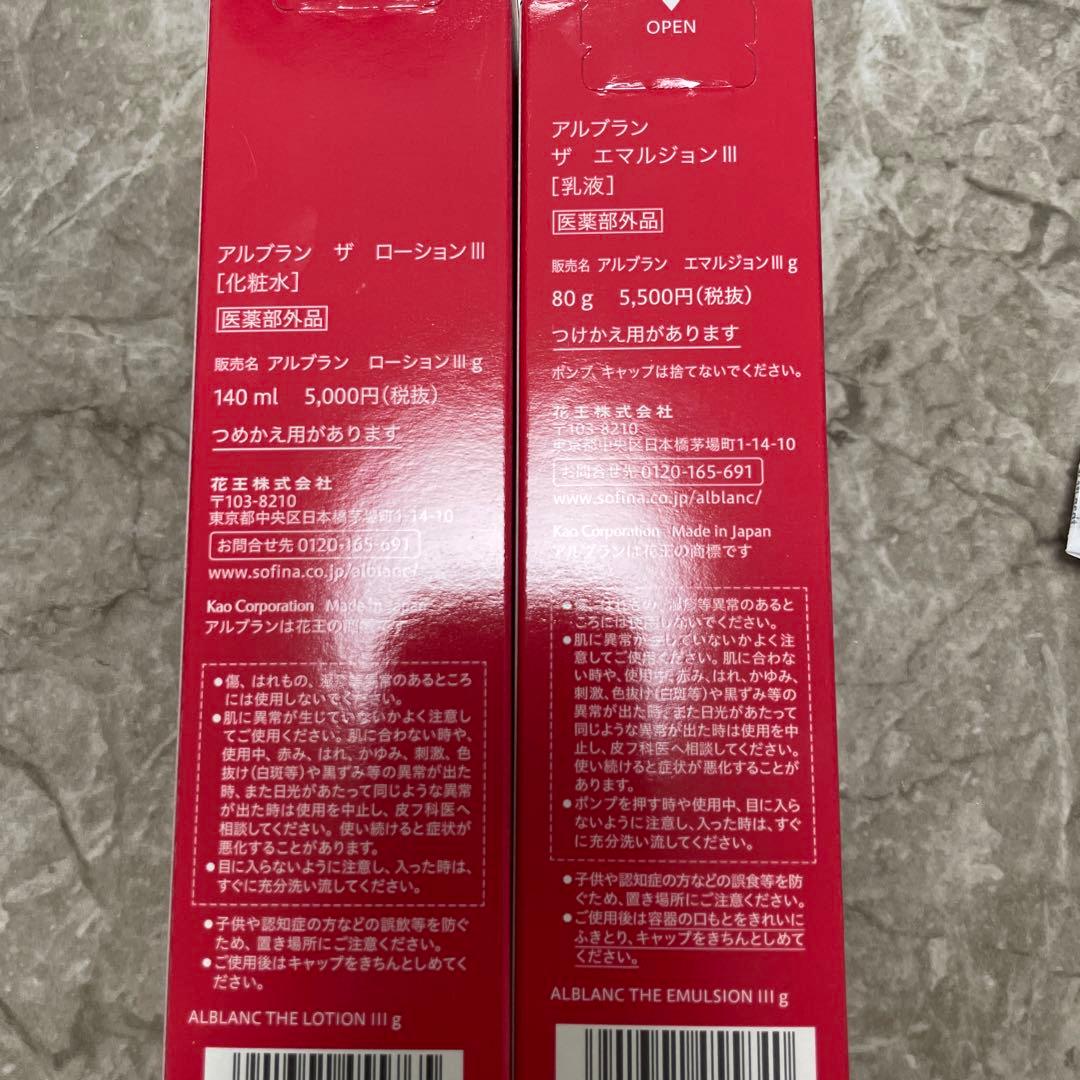 アルブラン ザ ローションⅢ
[化粧水]
医薬部外品
販売名 アルブラン ローションⅢ g
140 ml 5,000円(税抜)
つめかえ用があります
花王株式会社
〒103-8210
東京都中央区日本橋茅場町1-14-10
お問合せ先 0120-165-691
www.sofina.co.jp/alblanc/
Kao Corporation Made in Japan
アルブランは花王の商標です
●傷、はれもの、湿疹等異常のあるところ
には使用しないでください。
●肌に異常が生じていないかよく注意し
てご使用ください。肌に合わない時や、
使用中、赤み、はれ、かゆみ、刺激、色
抜け(白斑等)や黒ずみ等の異常が出た
時、また日光があたって同じような異常
が出た時は使用を中止し、皮フ科医へ
相談してください。使い続けると症状が
悪化することがあります。
●目に入らないように注意し、入った時は、
すぐに充分洗い流してください。
●子供や認知症の方などの誤飲等を防ぐ
ため、置き場所にご注意ください。
●ご使用後はキャップをきちんとしめてく
ださい。
ALBLANC THE LOTION III g
OPEN
アルブラン
ザ エマルジョンⅢ
[乳液]
医薬部外品
販売名 アルブラン エマルジョンⅢ g
80 g 5,500円(税抜)
つけかえ用があります
ポンプ、キャップは捨てないでください。
花王株式会社
〒103-8210
東京都中央区日本橋茅場町1-14-10
お問合せ先 0120-165-691
www.sofina.co.jp/alblanc/
Kao Corporation Made in Japan
アルブランは花王の商標です
●傷、はれもの、湿疹等異常のあると
ころには使用しないでください。
●肌に異常が生じていないかよく注
意してご使用ください。肌に合わな
い時や、使用中、赤み、はれ、かゆみ、
刺激、色抜け(白斑等)や黒ずみ等の
異常が出た時、また日光があたって
同じような異常が出た時は使用を中
止し、皮フ科医へ相談してください。
使い続けると症状が悪化することが
あります。
●ポンプを押す時や使用中、目に入ら
ないように注意し、入った時は、すぐ
に充分洗い流してください。
●子供や認知症の方などの誤食等を防
ぐため、置き場所にご注意ください。
●ご使用後は容器の口もとをきれいに
ふきとり、キャップをきちんとしめて
ください。
ALBLANC THE EMULSION III g